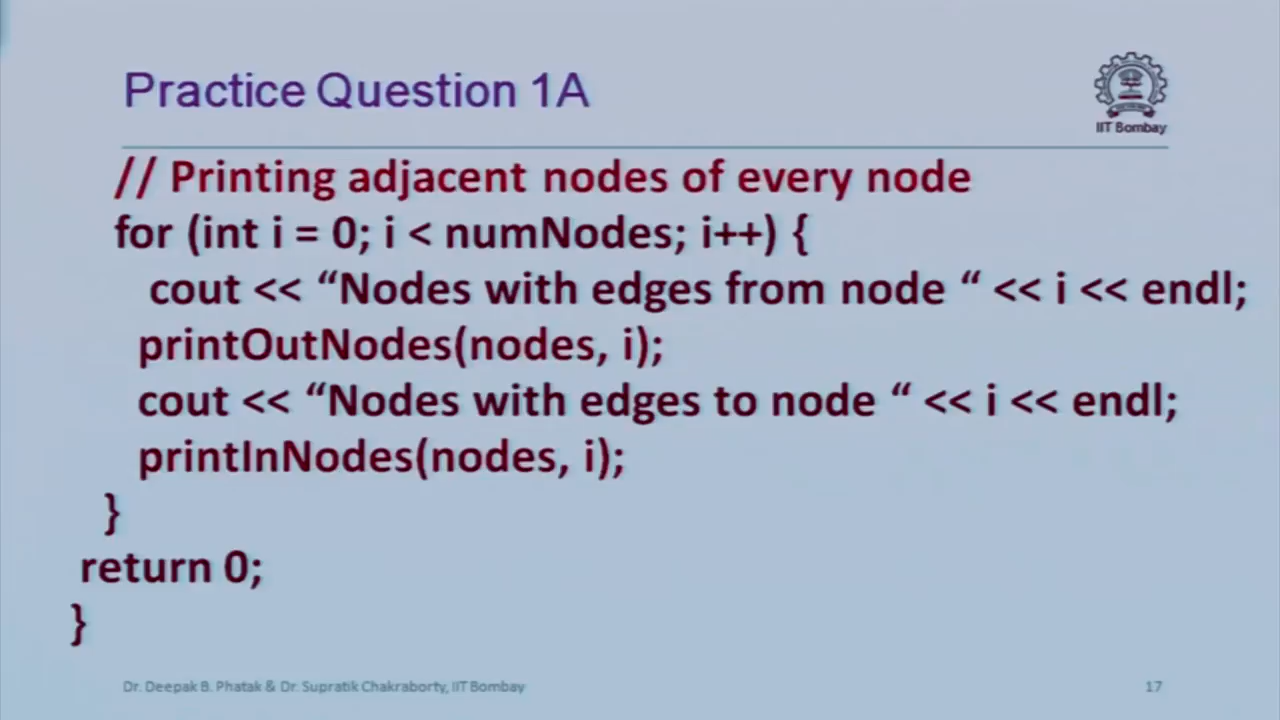 Practice Question 1A
IIT Bombay
// Printing adjacent nodes of every node
for (int i = 0; i < numNodes; i++) {
cout << “Nodes with edges from node “ << i << endl;
printOutNodes(nodes, i);
cout << “Nodes with edges to node “ << i << endl;
printInNodes(nodes, i);
}
return 0;
}
Dr. Deepak B. Phatak & Dr. Supratik Chakraborty, IIT Bombay
17